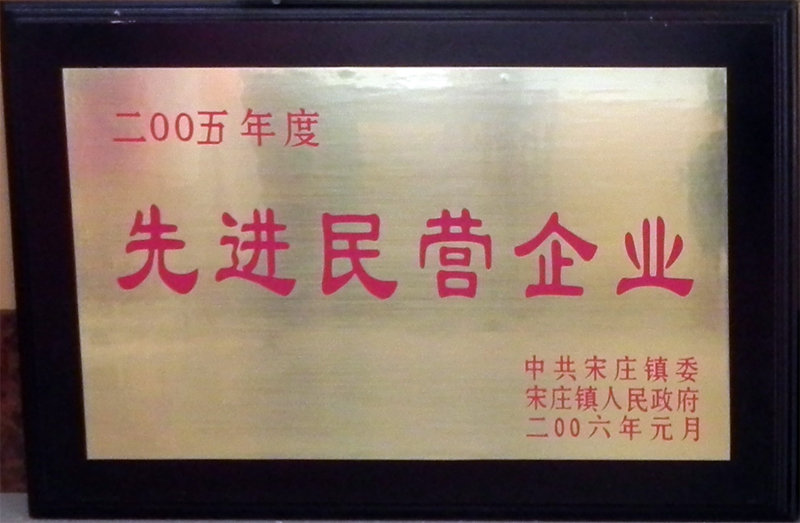 二00五年度
先进民营企业
中共宋庄镇委
宋庄镇人民政府
二00六年元月